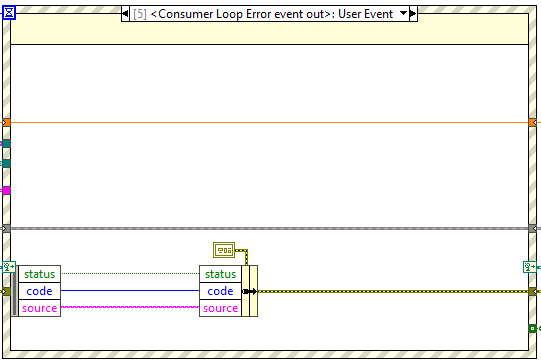 [5] <Consumer Loop Error event out>: User Event
status status
code code
source source